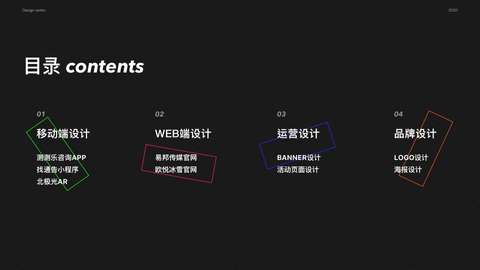 Design works
2020
目录 contents
01
移动端设计
测测乐咨询APP
找通告小程序
北极光AR
02
WEB端设计
易邦传媒官网
欧悦冰雪官网
03
运营设计
BANNER设计
活动页面设计
04
品牌设计
LOGO设计
海报设计